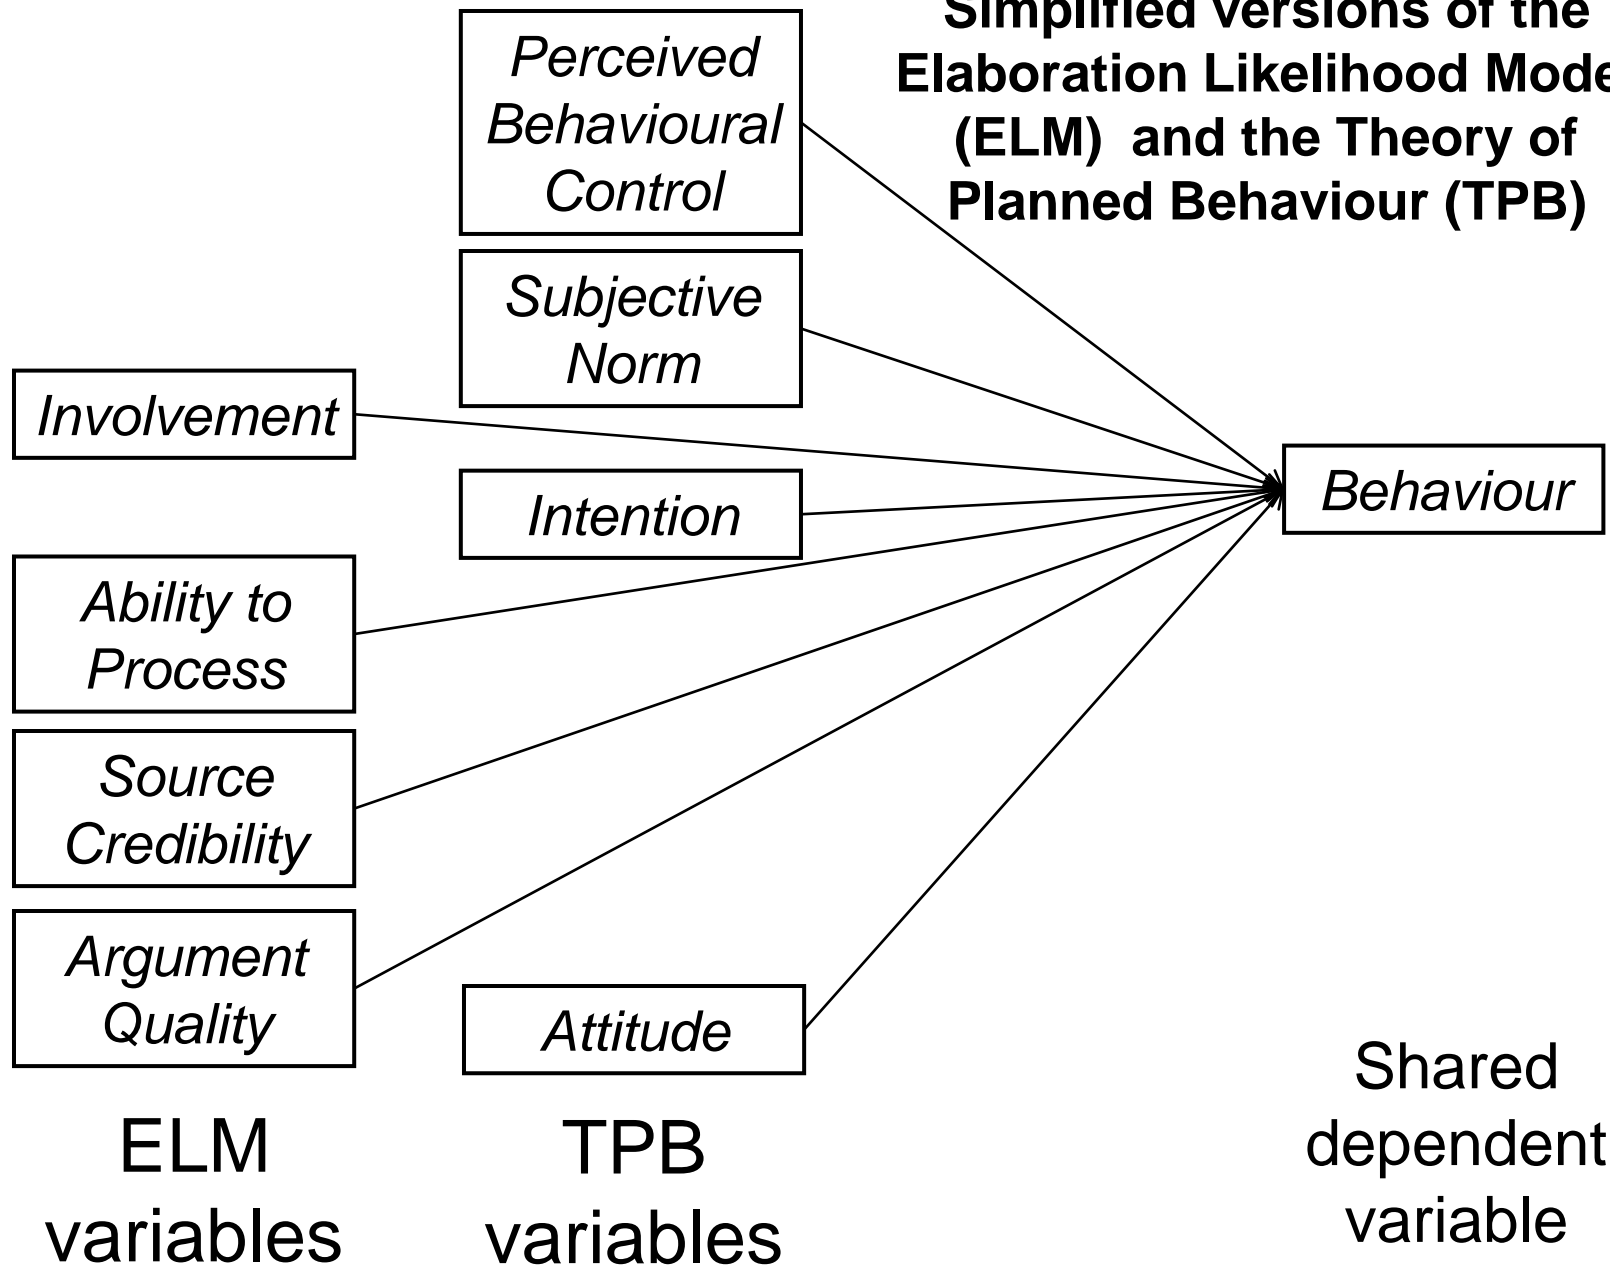 Simplified versions of the
Elaboration Likelihood Mode
(ELM) and the Theory of
Planned Behaviour (TPB)
Perceived
Behavioural
Control
Subjective
Norm
Involvement
Intention
Behaviour
Ability to
Process
Source
Credibility
Argument
Quality
Attitude
ELM
variables
TPB
variables
Shared
dependent
variable